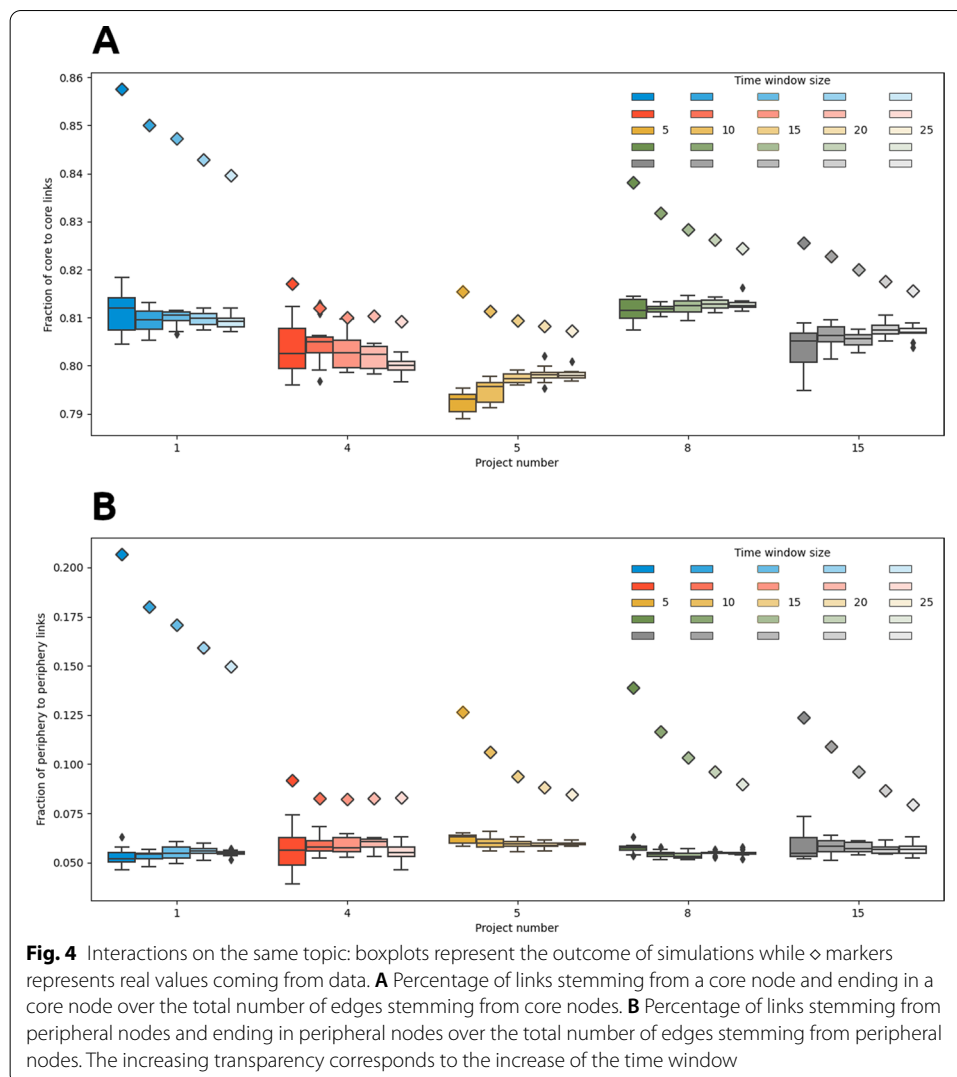 A
0.86
0.85
0.84
0.83
0.82
0.81
0.80
0.79
Fraction of core to core links
Time window size
5 10 15 20 25
1 4 5 8 15
Project number
B
0.200
0.175
0.150
0.125
0.100
0.075
0.050
Fraction of periphery to periphery links
Time window size
5 10 15 20 25
1 4 5 8 15
Project number
Fig. 4 Interactions on the same topic: boxplots represent the outcome of simulations while ⋄ markers
represents real values coming from data. A Percentage of links stemming from a core node and ending in a
core node over the total number of edges stemming from core nodes. B Percentage of links stemming from
peripheral nodes and ending in peripheral nodes over the total number of edges stemming from peripheral
nodes. The increasing transparency corresponds to the increase of the time window